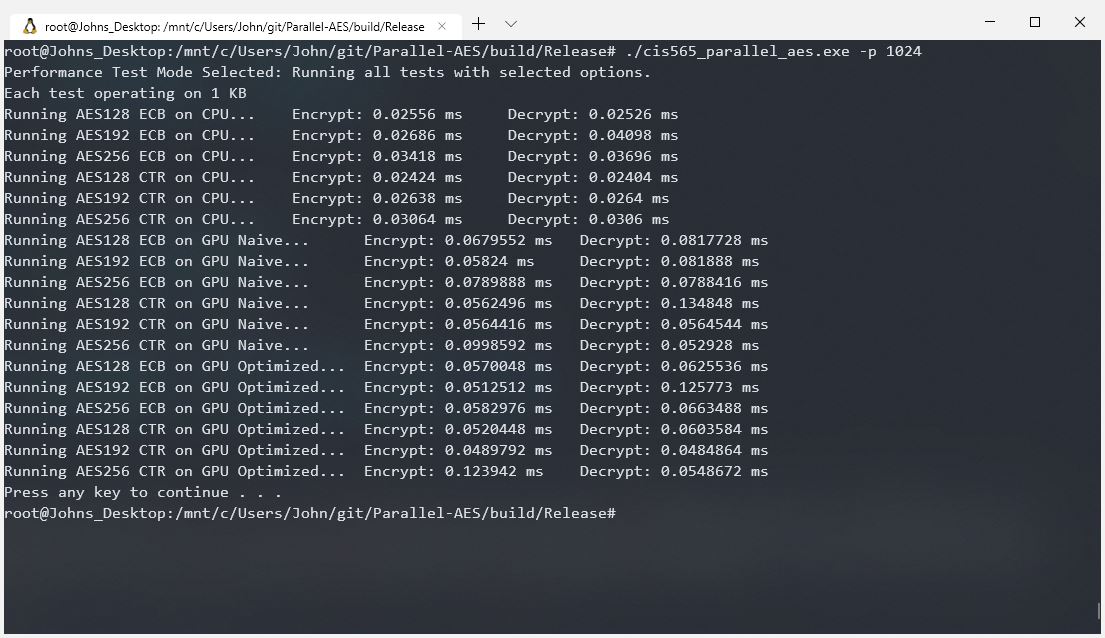 root@Johns_Desktop: /mnt/c/Users/John/git/Parallel-AES/build/Release
root@Johns_Desktop:/mnt/c/Users/John/git/Parallel-AES/build/Release# ./cis565_parallel_aes.exe -p 1024
Performance Test Mode Selected: Running all tests with selected options.
Each test operating on 1 KB
Running AES128 ECB on CPU...    Encrypt: 0.02556 ms     Decrypt: 0.02526 ms
Running AES192 ECB on CPU...    Encrypt: 0.02686 ms     Decrypt: 0.04098 ms
Running AES256 ECB on CPU...    Encrypt: 0.03418 ms     Decrypt: 0.03696 ms
Running AES128 CTR on CPU...    Encrypt: 0.02424 ms     Decrypt: 0.02404 ms
Running AES192 CTR on CPU...    Encrypt: 0.02638 ms     Decrypt: 0.0264 ms
Running AES256 CTR on CPU...    Encrypt: 0.03064 ms     Decrypt: 0.0306 ms
Running AES128 ECB on GPU Naive...      Encrypt: 0.0679552 ms   Decrypt: 0.0817728 ms
Running AES192 ECB on GPU Naive...      Encrypt: 0.05824 ms     Decrypt: 0.081888 ms
Running AES256 ECB on GPU Naive...      Encrypt: 0.0789888 ms   Decrypt: 0.0788416 ms
Running AES128 CTR on GPU Naive...      Encrypt: 0.0562496 ms   Decrypt: 0.134848 ms
Running AES192 CTR on GPU Naive...      Encrypt: 0.0564416 ms   Decrypt: 0.0564544 ms
Running AES256 CTR on GPU Naive...      Encrypt: 0.0998592 ms   Decrypt: 0.052928 ms
Running AES128 ECB on GPU Optimized...  Encrypt: 0.0570048 ms   Decrypt: 0.0625536 ms
Running AES192 ECB on GPU Optimized...  Encrypt: 0.0512512 ms   Decrypt: 0.125773 ms
Running AES256 ECB on GPU Optimized...  Encrypt: 0.0582976 ms   Decrypt: 0.0663488 ms
Running AES128 CTR on GPU Optimized...  Encrypt: 0.0520448 ms   Decrypt: 0.0603584 ms
Running AES192 CTR on GPU Optimized...  Encrypt: 0.0489792 ms   Decrypt: 0.0484864 ms
Running AES256 CTR on GPU Optimized...  Encrypt: 0.123942 ms    Decrypt: 0.0548672 ms
Press any key to continue . . .
root@Johns_Desktop:/mnt/c/Users/John/git/Parallel-AES/build/Release#